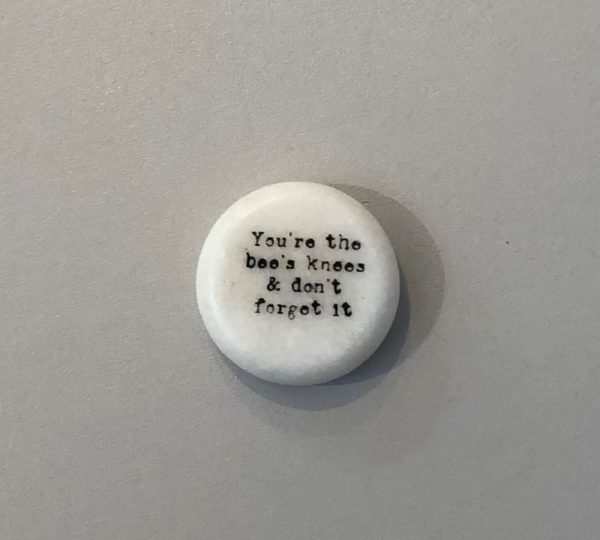 You're the
bee's knees
& don't
forget it